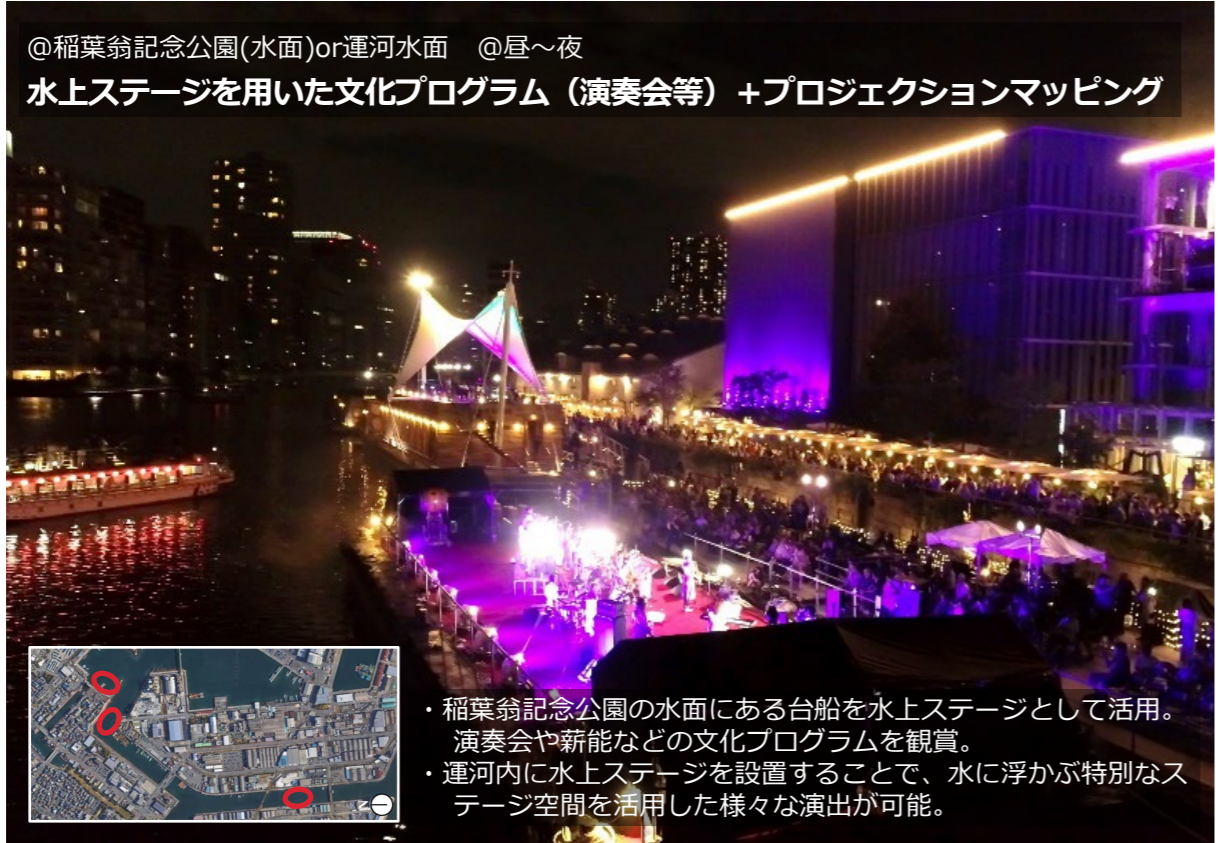 @稲葉翁記念公園(水面)or運河水面　@昼～夜
水上ステージを用いた文化プログラム（演奏会等）＋プロジェクションマッピング
・稲葉翁記念公園の水面にある台船を水上ステージとして活用。
演奏会や薪能などの文化プログラムを観賞。
・運河内に水上ステージを設置することで、水に浮かぶ特別なス
テージ空間を活用した様々な演出が可能。
N